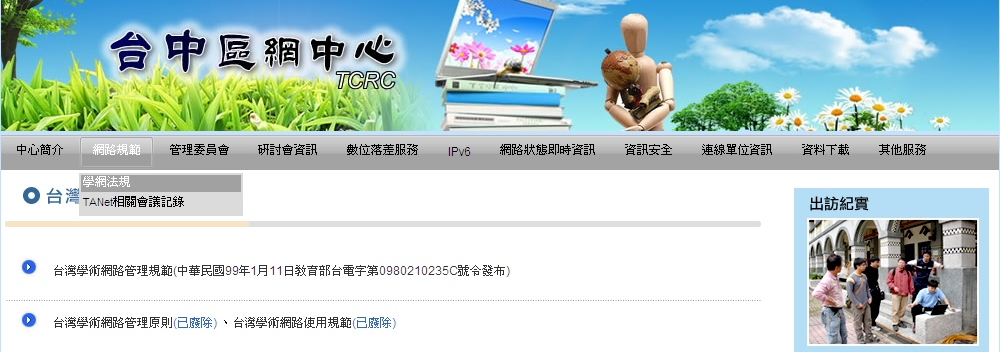 台中區網中心
TCRC
中心簡介 網路規範 管理委員會 研討會資訊 數位落差服務 IPv6 網路狀態即時資訊 資訊安全 連線單位資訊 資料下載 其他服務
學網法規
TANet相關會議記錄
台灣
出訪紀實
台灣學術網路管理規範(中華民國99年1月11日教育部台電字第0980210235C號令發布)
台灣學術網路管理原則(已廢除) 、台灣學術網路使用規範(已廢除)